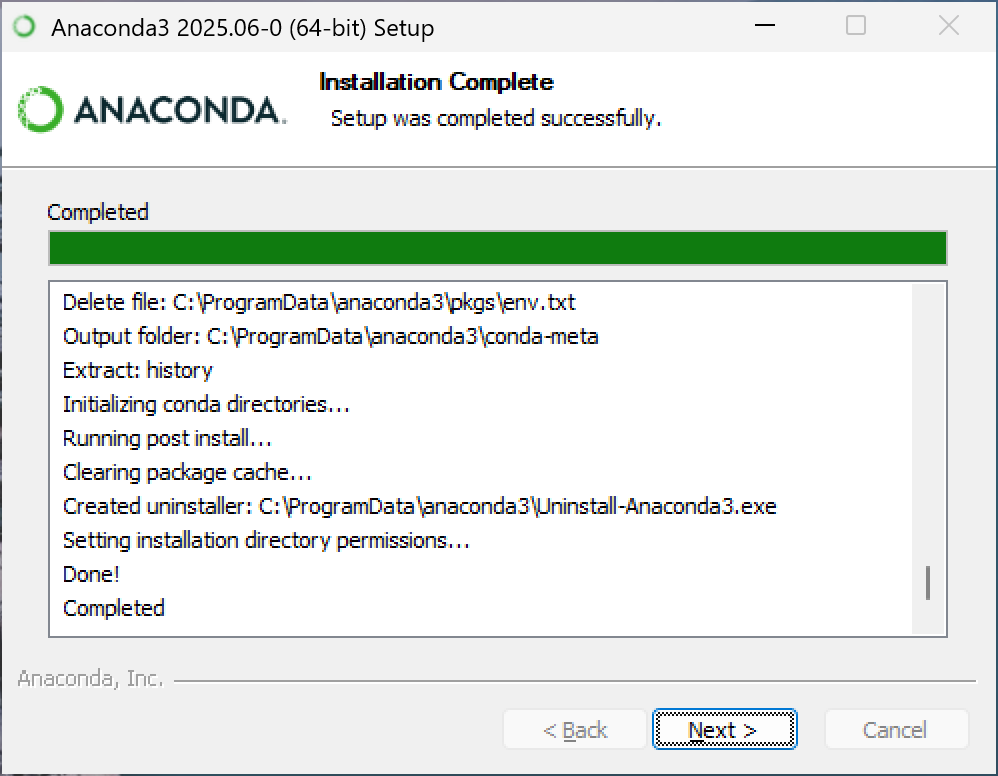 Anaconda3 2025.06-0 (64-bit) Setup
ANACONDA.
Installation Complete
Setup was completed successfully.
Completed
Delete file: C:\ProgramData\anaconda3\pkgs\env.txt
Output folder: C:\ProgramData\anaconda3\conda-meta
Extract: history
Initializing conda directories...
Running post install...
Clearing package cache...
Created uninstaller: C:\ProgramData\anaconda3\Uninstall-Anaconda3.exe
Setting installation directory permissions...
Done!
Completed
Anaconda, Inc.
< Back
Next >
Cancel